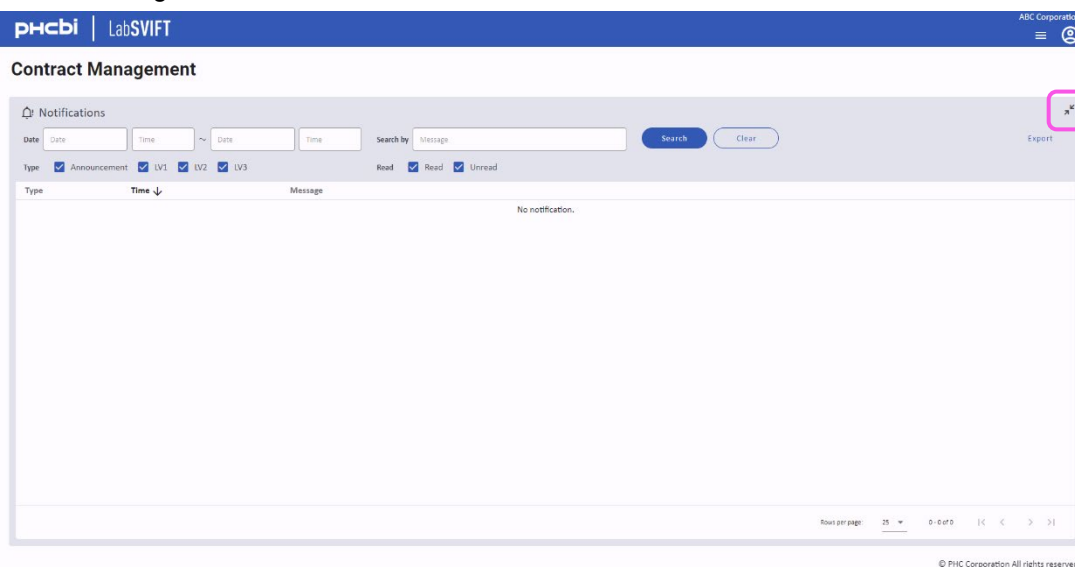 ABC Corporatio
PHCbi LabSVIFT
Contract Management
Notifications
Date Date Time ~ Date Time Search by Message Search Clear Export
Type Announcement LV1 LV2 LV3 Read Read Unread
Type Time ↓ Message
No notification.
Rows per page: 25 0-0 of 0 |< < > >|
© PHC Corporation All rights reserve